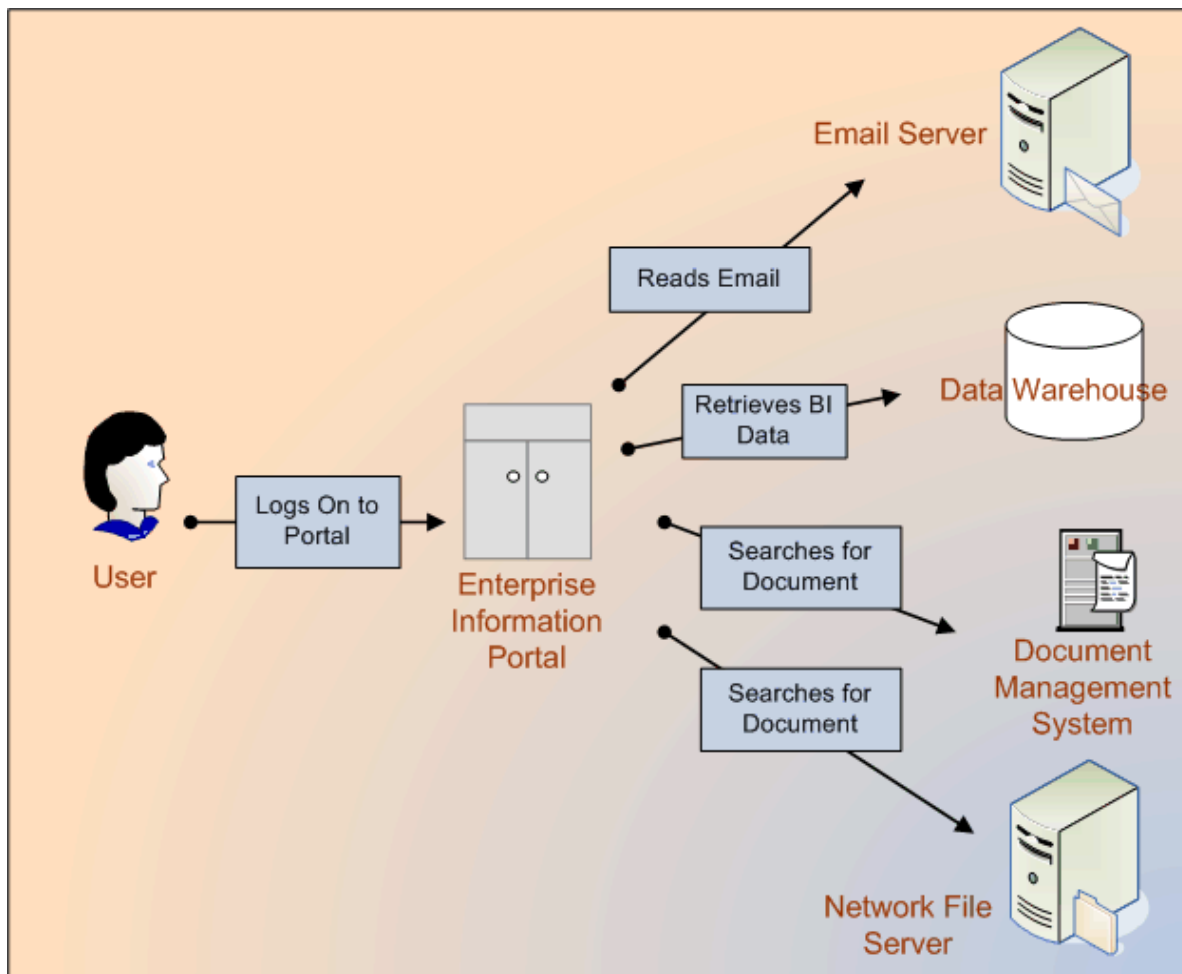 Email Server
Reads Email
Data Warehouse
Retrieves BI
Data
Logs On to
Portal
User
Enterprise
Information
Portal
Searches for
Document
Document
Management
System
Searches for
Document
Network File
Server